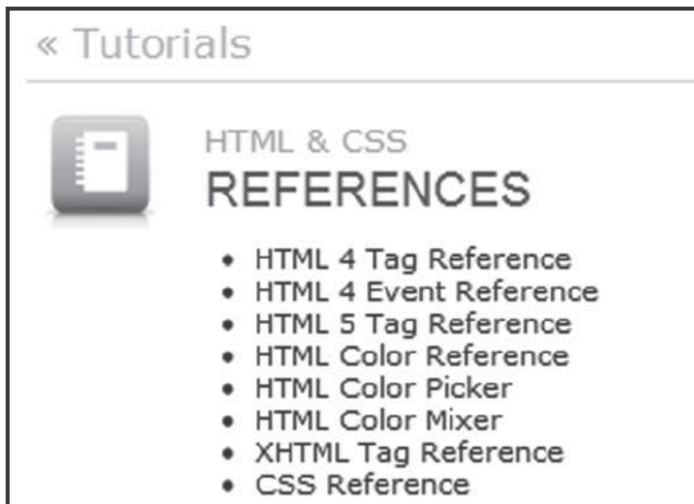 « Tutorials
HTML & CSS
REFERENCES
• HTML 4 Tag Reference
• HTML 4 Event Reference
• HTML 5 Tag Reference
• HTML Color Reference
• HTML Color Picker
• HTML Color Mixer
• XHTML Tag Reference
• CSS Reference